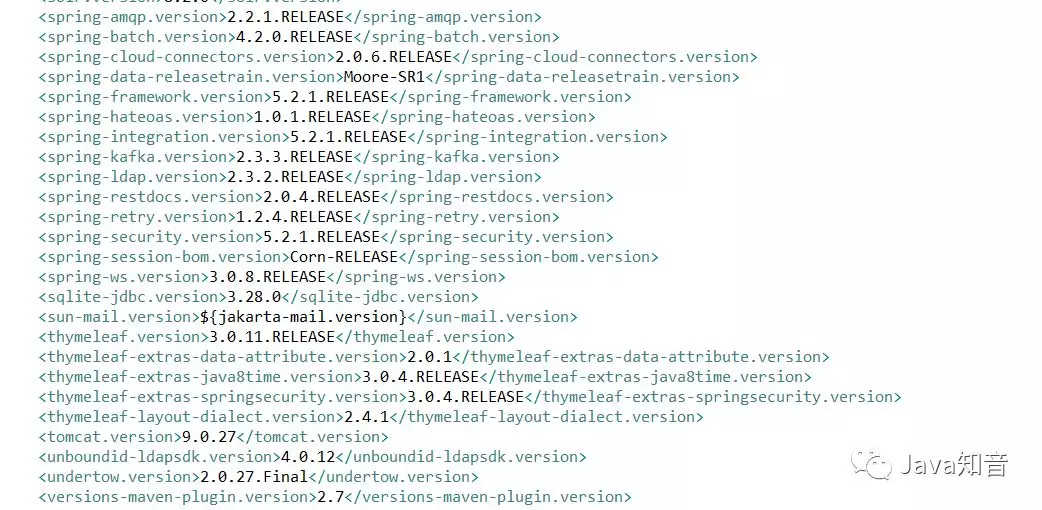 <spring-amqp.version>2.2.1.RELEASE</spring-amqp.version>
<spring-batch.version>4.2.0.RELEASE</spring-batch.version>
<spring-cloud-connectors.version>2.0.6.RELEASE</spring-cloud-connectors.version>
<spring-data-releasetrain.version>Moore-SR1</spring-data-releasetrain.version>
<spring-framework.version>5.2.1.RELEASE</spring-framework.version>
<spring-hateoas.version>1.0.1.RELEASE</spring-hateoas.version>
<spring-integration.version>5.2.1.RELEASE</spring-integration.version>
<spring-kafka.version>2.3.3.RELEASE</spring-kafka.version>
<spring-ldap.version>2.3.2.RELEASE</spring-ldap.version>
<spring-restdocs.version>2.0.4.RELEASE</spring-restdocs.version>
<spring-retry.version>1.2.4.RELEASE</spring-retry.version>
<spring-security.version>5.2.1.RELEASE</spring-security.version>
<spring-session-bom.version>Corn-RELEASE</spring-session-bom.version>
<spring-ws.version>3.0.8.RELEASE</spring-ws.version>
<sqlite-jdbc.version>3.28.0</sqlite-jdbc.version>
<sun-mail.version>${jakarta-mail.version}</sun-mail.version>
<thymeleaf.version>3.0.11.RELEASE</thymeleaf.version>
<thymeleaf-extras-data-attribute.version>2.0.1</thymeleaf-extras-data-attribute.version>
<thymeleaf-extras-java8time.version>3.0.4.RELEASE</thymeleaf-extras-java8time.version>
<thymeleaf-extras-springsecurity.version>3.0.4.RELEASE</thymeleaf-extras-springsecurity.version>
<thymeleaf-layout-dialect.version>2.4.1</thymeleaf-layout-dialect.version>
<tomcat.version>9.0.27</tomcat.version>
<unboundid-ldapsdk.version>4.0.12</unboundid-ldapsdk.version>
<undertow.version>2.0.27.Final</undertow.version>
<versions-maven-plugin.version>2.7</versions-maven-plugin.version>
Java知音